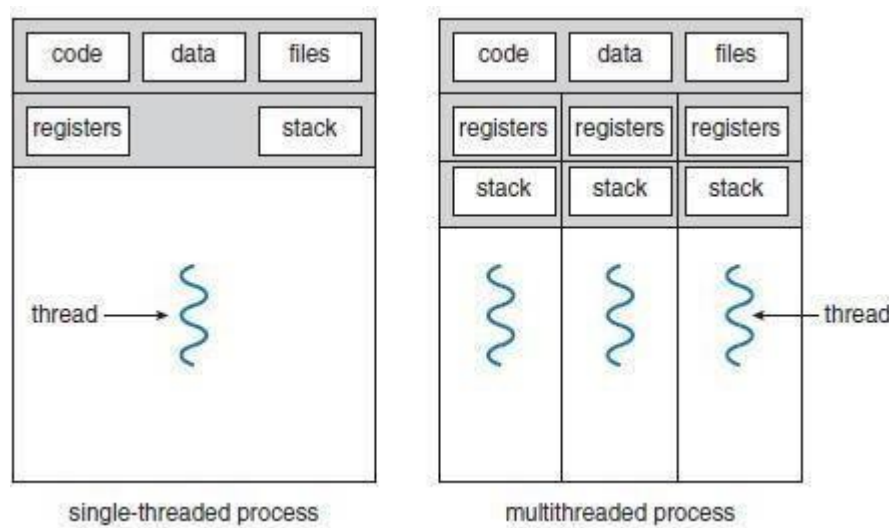 code data files
registers stack
thread
single-threaded process
code data files
registers registers registers
stack stack stack
thread
multithreaded process